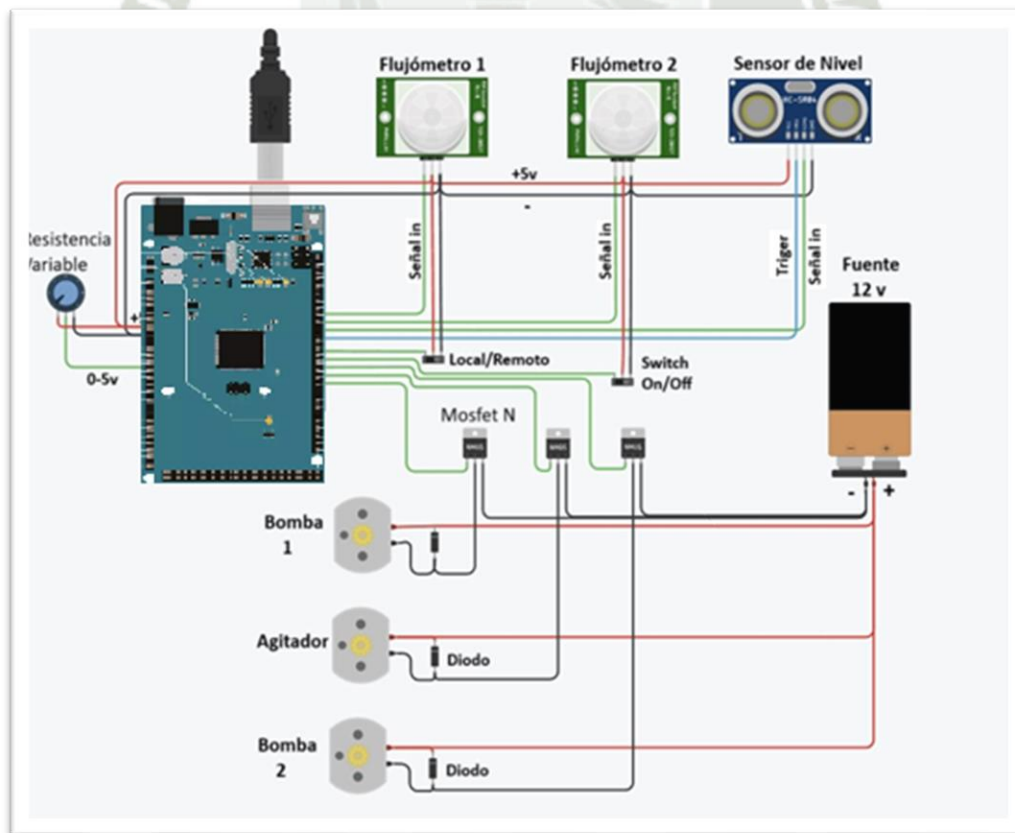 Flujómetro 1
Flujómetro 2
Sensor de Nivel
+5v
-
Señal in
Señal in
Triger
Señal in
Resistencia
Variable
+
0-5v
Fuente
12 v
Local/Remoto
Switch
On/Off
Mosfet N
- +
Bomba
1
Agitador
Diodo
Bomba
2
Diodo